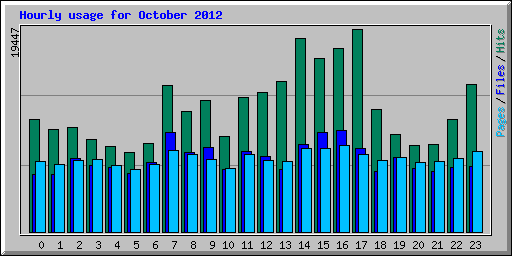 Hourly usage for October 2012
19447
Pages / Files / Hits
0 1 2 3 4 5 6 7 8 9 10 11 12 13 14 15 16 17 18 19 20 21 22 23